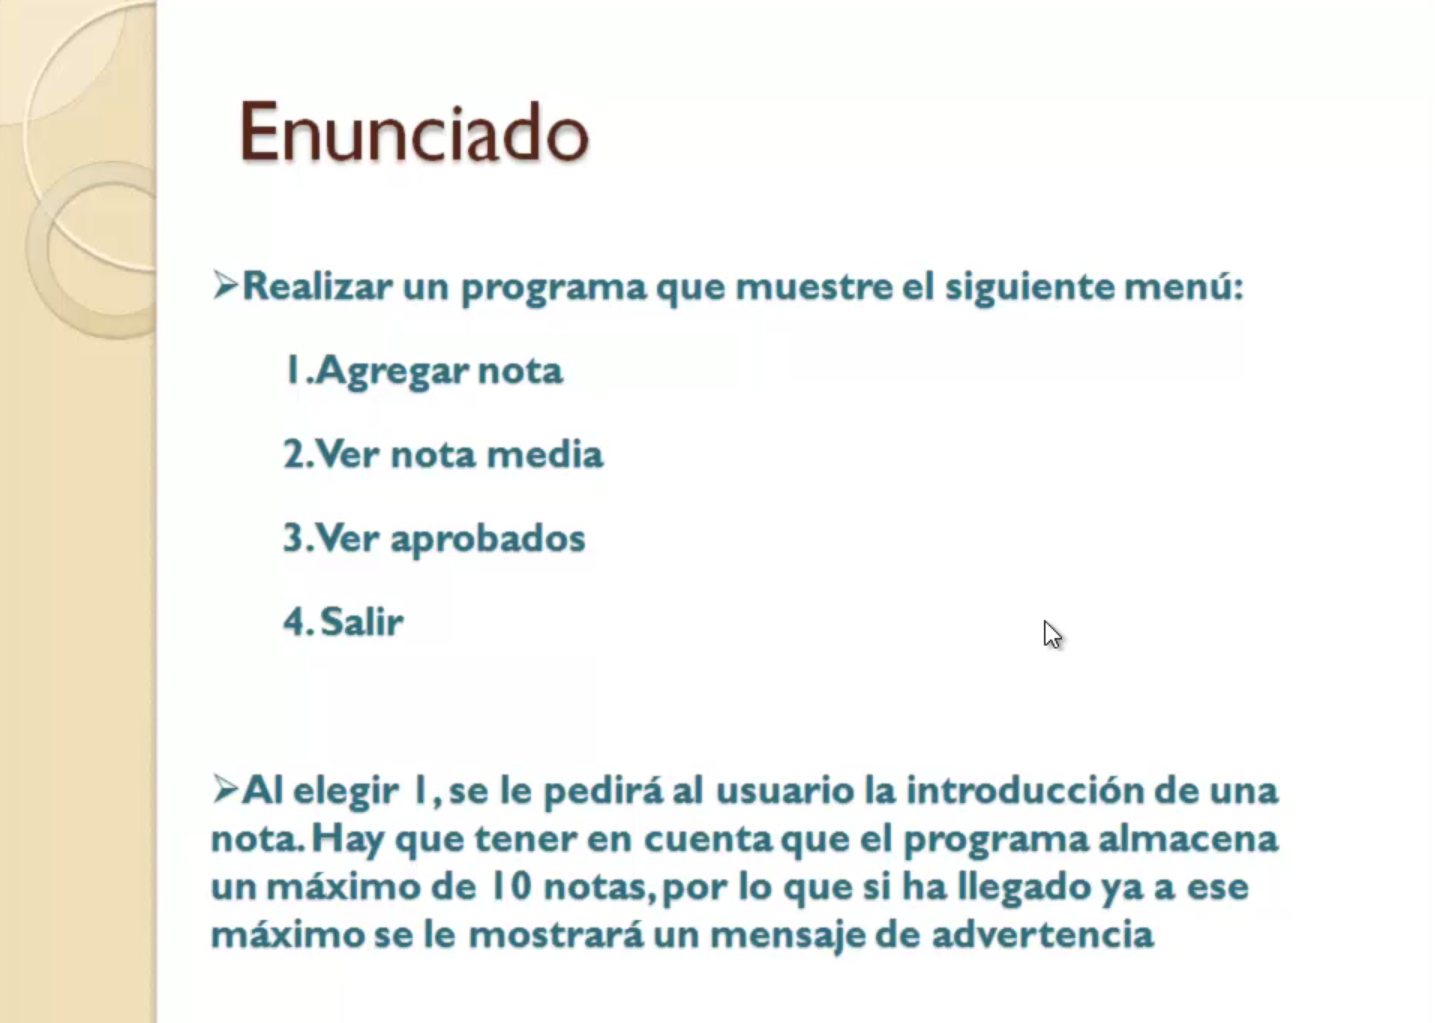 Enunciado
➢Realizar un programa que muestre el siguiente menú:
1.Agregar nota
2.Ver nota media
3.Ver aprobados
4. Salir
➢Al elegir 1, se le pedirá al usuario la introducción de una
nota. Hay que tener en cuenta que el programa almacena
un máximo de 10 notas, por lo que si ha llegado ya a ese
máximo se le mostrará un mensaje de advertencia